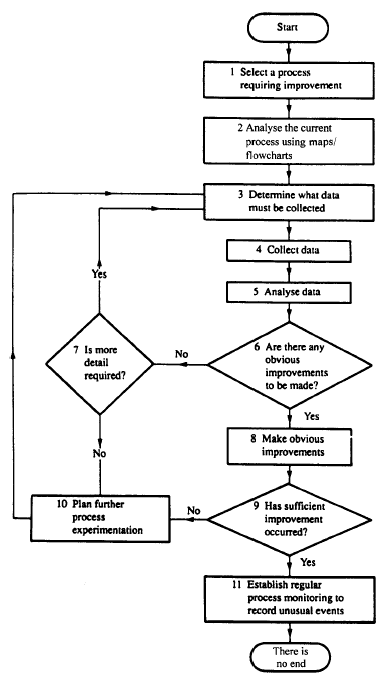 Start
1 Select a process
requiring improvement
2 Analyse the current
process using maps/
flowcharts
3 Determine what data
must be collected
4 Collect data
5 Analyse data
6 Are there any
obvious
improvements
to be made?
No
Yes
7 Is more
detail
required?
Yes
No
8 Make obvious
improvements
9 Has sufficient
improvement
occurred?
No
Yes
10 Plan further
process
experimentation
11 Establish regular
process monitoring to
record unusual events
There is
no end